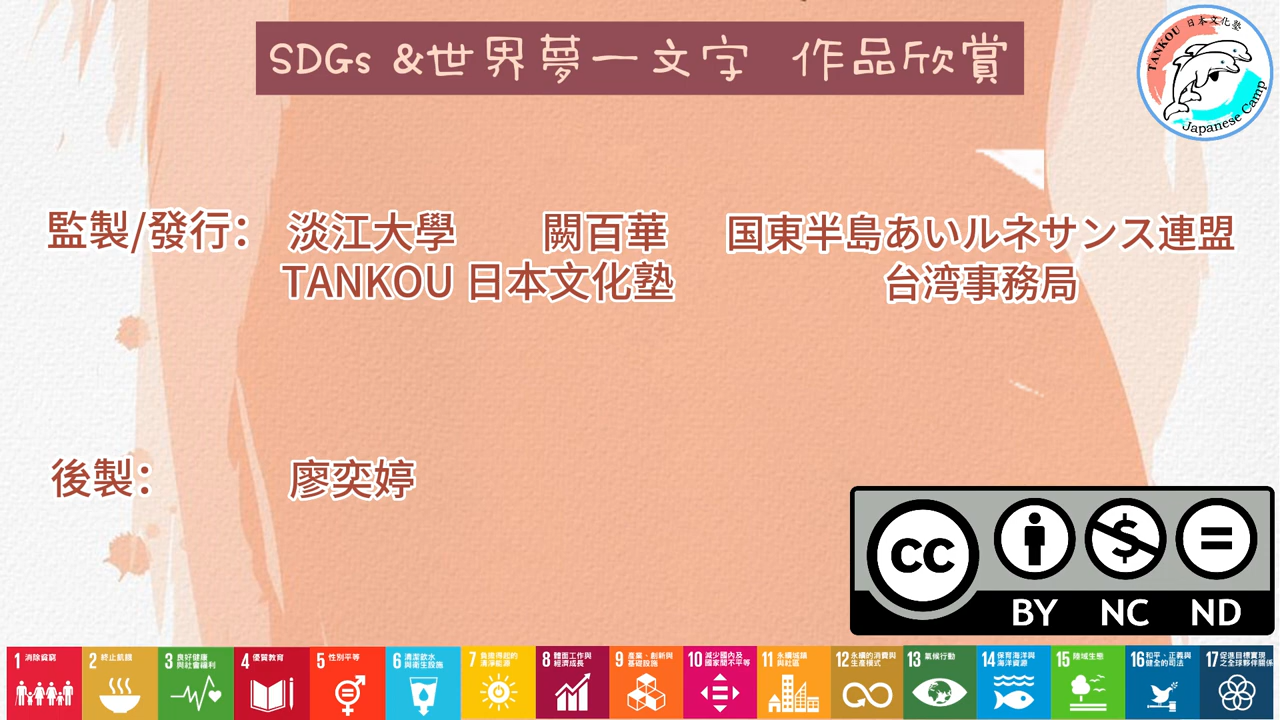 SDGs &世界夢一文字 作品欣賞
TANKOU 日本文化塾
Japanese Camp
監製/發行： 淡江大學 闕百華 国東半島あいルネサンス連盟
TANKOU 日本文化塾 台湾事務局
後製： 廖奕婷
cc
BY NC ND
1 消除貧窮
2 終止飢餓
3 良好健康
與社會福利
4 優質教育
5 性別平等
6 清潔飲水
與衛生設施
7 負擔得起的
清淨能源
8 體面工作與
經濟成長
9 產業、創新與
基礎設施
10 減少國內及
國家間不平等
11 永續城鎮
與社區
12 永續的消費與
生產模式
13 氣候行動
14 保育海洋與
海洋資源
15 陸域生態
16 和平、正義與
健全的司法
17 促進目標實現
之全球夥伴關係